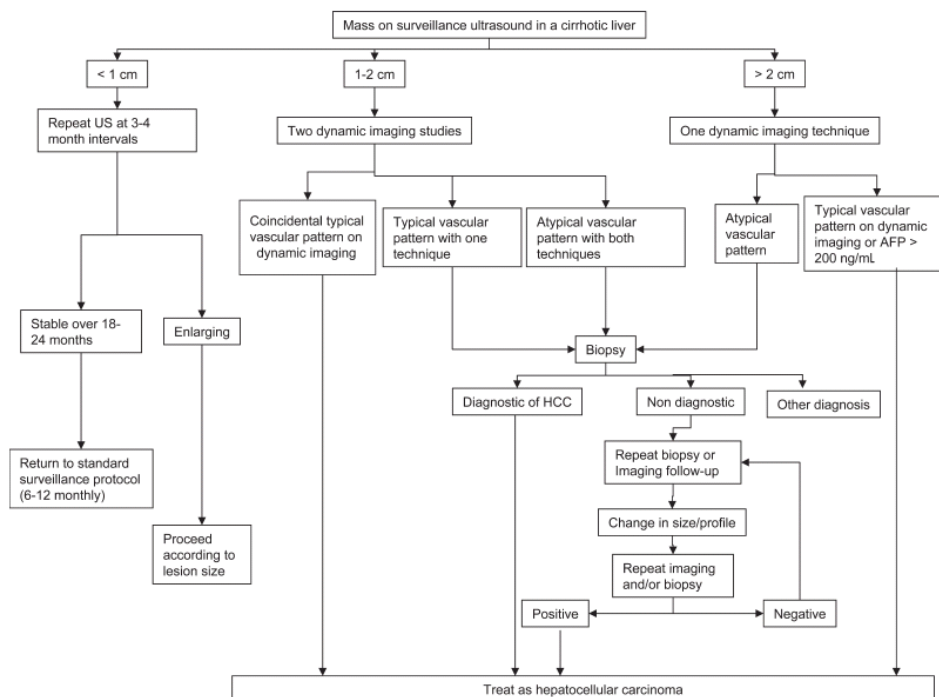 Mass on surveillance ultrasound in a cirrhotic liver
< 1 cm
1-2 cm
> 2 cm
Repeat US at 3-4
month intervals
Two dynamic imaging studies
One dynamic imaging technique
Coincidental typical
vascular pattern on
dynamic imaging
Typical vascular
pattern with one
technique
Atypical vascular
pattern with both
techniques
Atypical
vascular
pattern
Typical vascular
pattern on dynamic
imaging or AFP >
200 ng/mL
Stable over 18-
24 months
Enlarging
Biopsy
Diagnostic of HCC
Non diagnostic
Other diagnosis
Return to standard
surveillance protocol
(6-12 monthly)
Repeat biopsy or
Imaging follow-up
Change in size/profile
Proceed
according to
lesion size
Repeat imaging
and/or biopsy
Positive
Negative
Treat as hepatocellular carcinoma